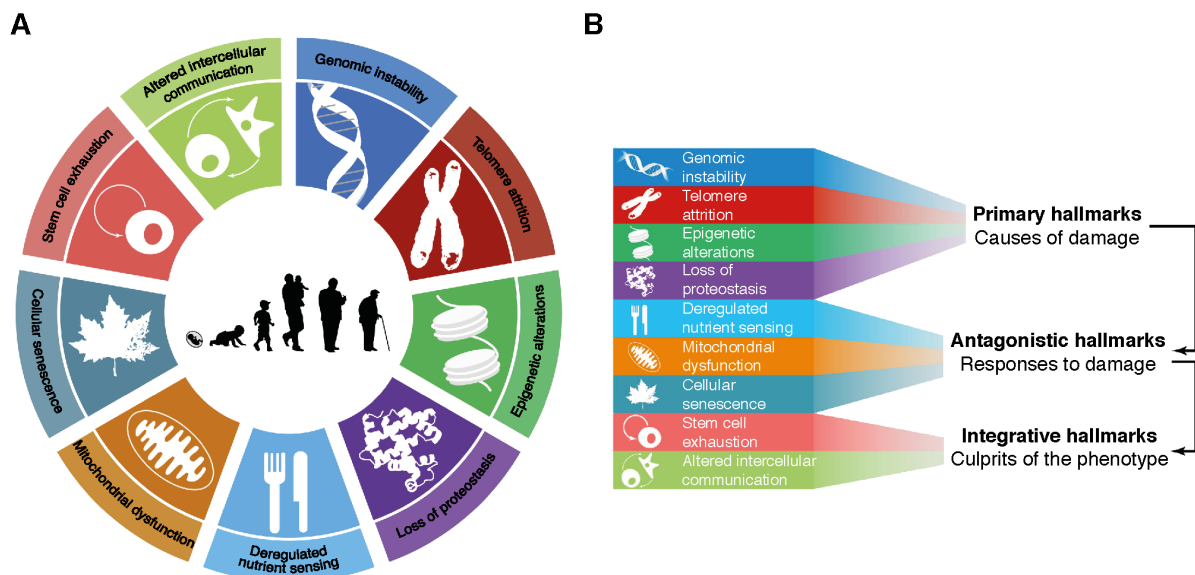 A
Altered intercellular
communication
Genomic instability
Telomere attrition
Epigenetic alterations
Loss of proteostasis
Deregulated
nutrient sensing
Mitochondrial dysfunction
Cellular senescence
Stem cell exhaustion
B
Genomic
instability
Telomere
attrition
Epigenetic
alterations
Loss of
proteostasis
Deregulated
nutrient sensing
Mitochondrial
dysfunction
Cellular
senescence
Stem cell
exhaustion
Altered intercellular
communication
Primary hallmarks
Causes of damage
Antagonistic hallmarks
Responses to damage
Integrative hallmarks
Culprits of the phenotype